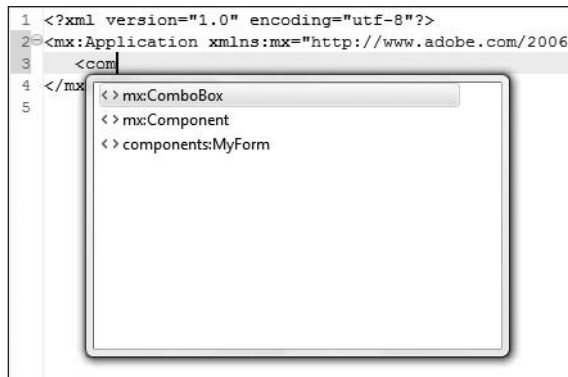 1 <?xml version="1.0" encoding="utf-8"?>
2 <mx:Application xmlns:mx="http://www.adobe.com/2006
3 <com
4 </mx
< > mx:ComboBox
< > mx:Component
< > components:MyForm
5